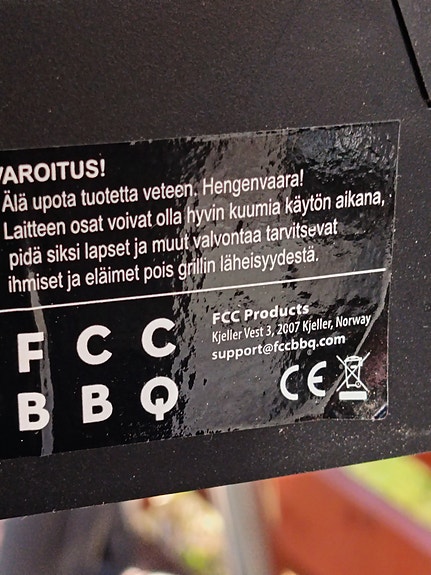 VAROITUS!
Älä upota tuotetta veteen. Hengenvaara!
Laitteen osat voivat olla hyvin kuumia käytön aikana,
pidä siksi lapset ja muut valvontaa tarvitsevat
ihmiset ja eläimet pois grillin läheisyydestä.
FCC
BBQ
FCC Products
Kjeller Vest 3, 2007 Kjeller, Norway
support@fccbbq.com
CE